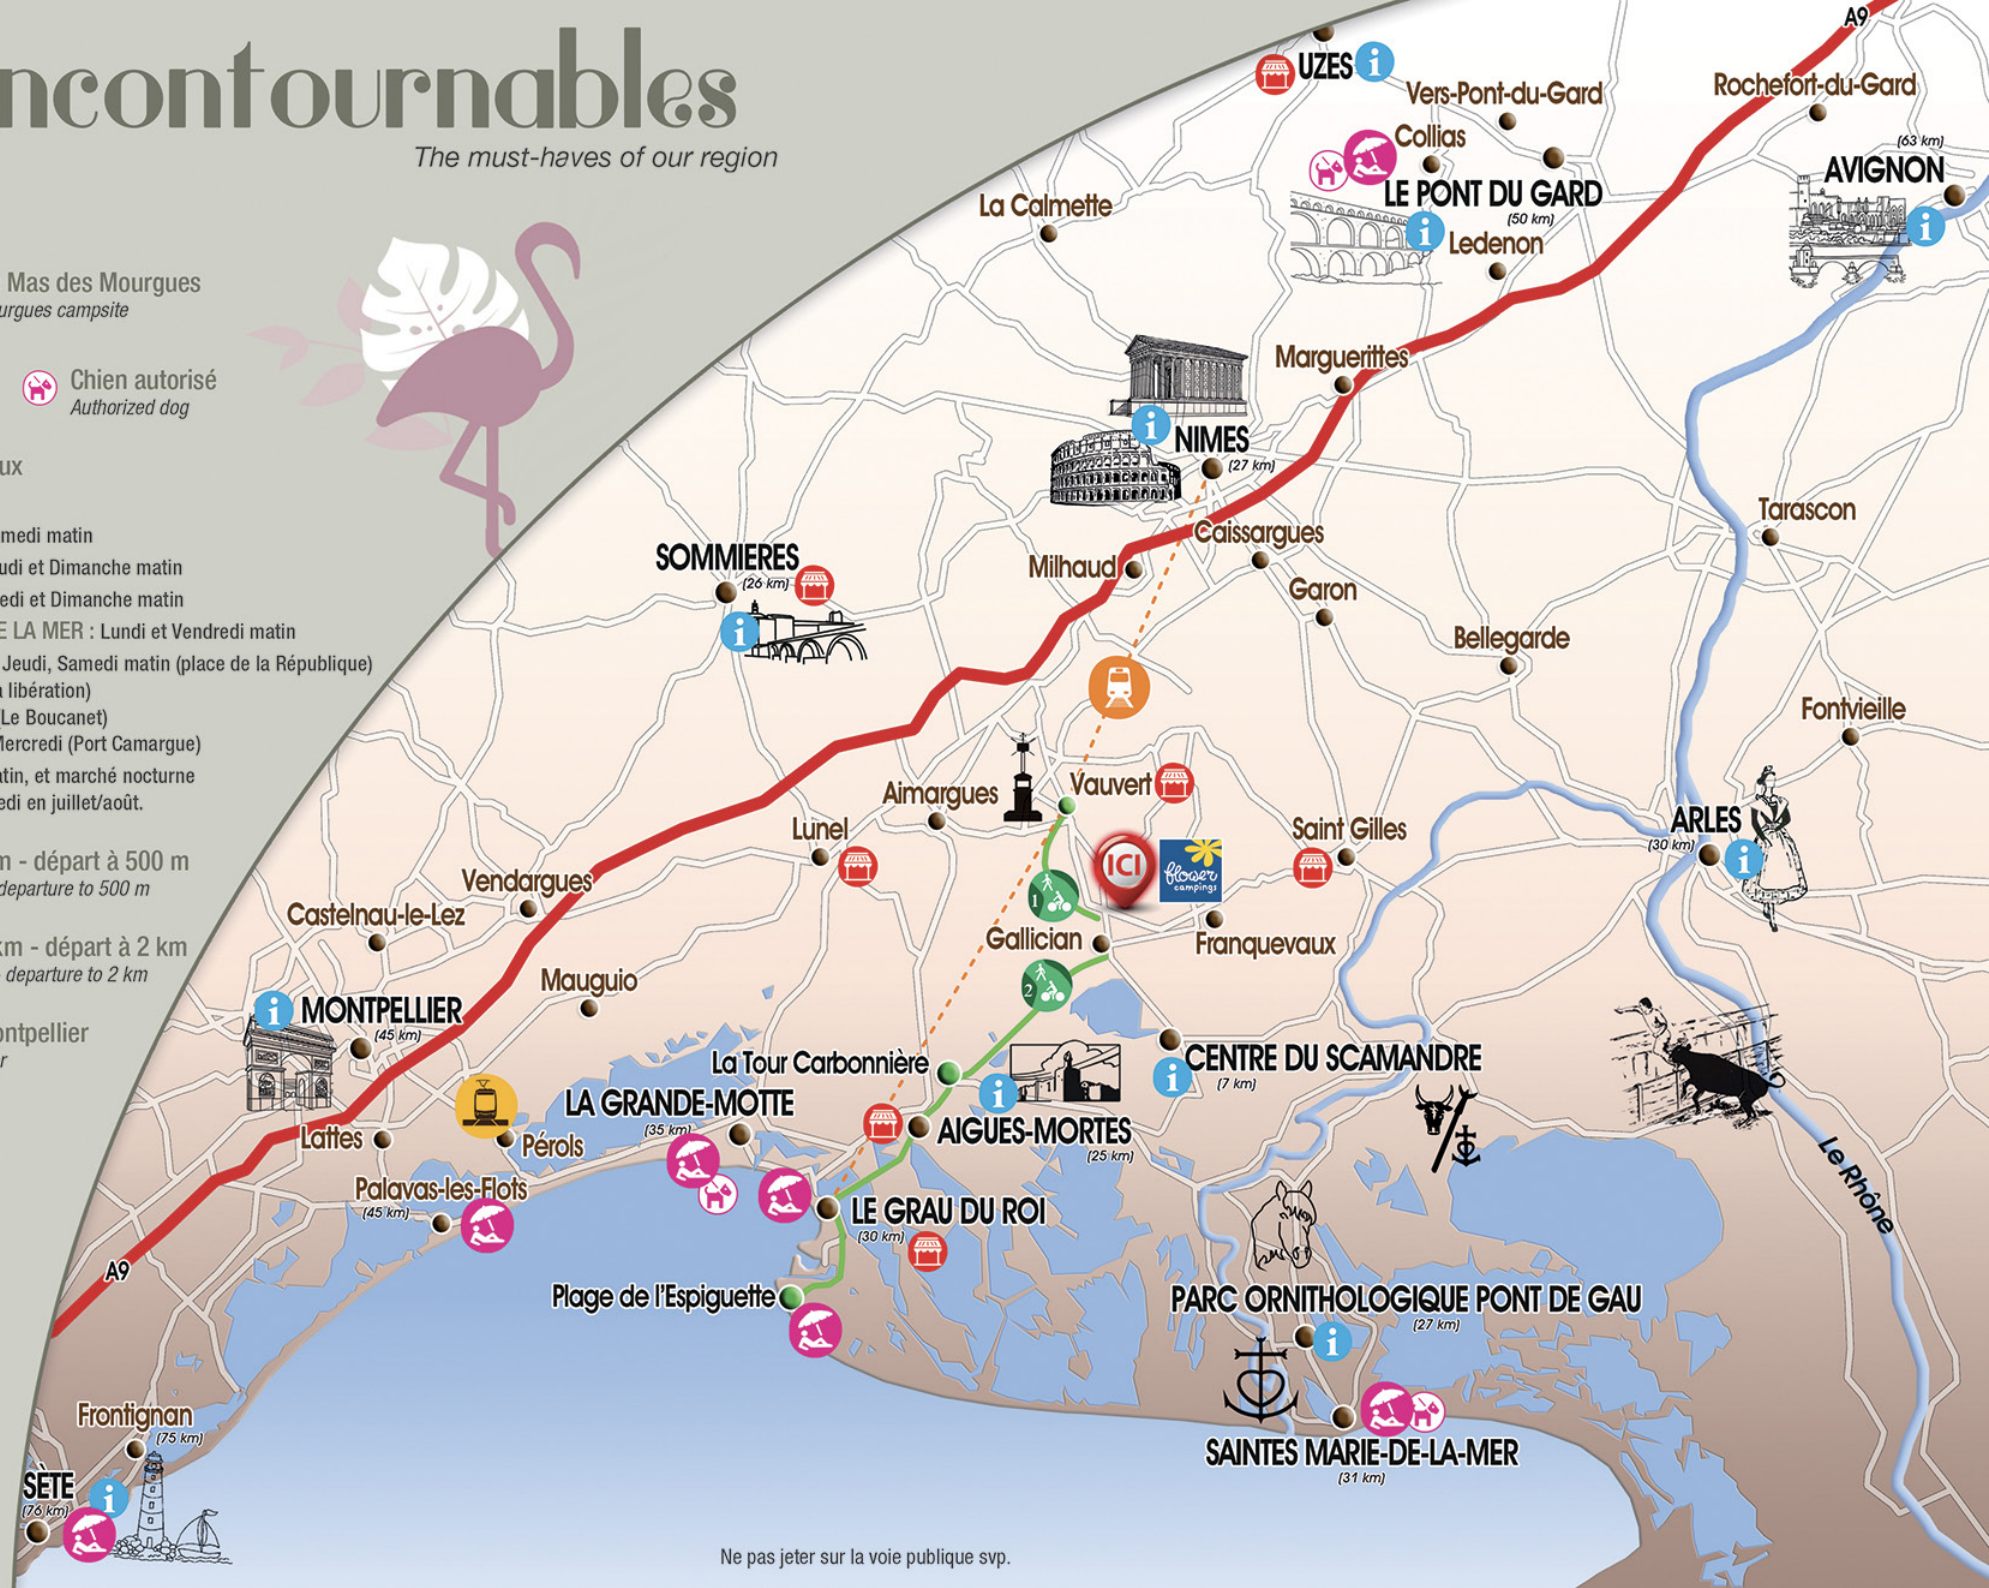 ncontournables
The must-haves of our region
Mas des Mourgues
urgues campsite
Chien autorisé
Authorized dog
ux
medi matin
udi et Dimanche matin
edi et Dimanche matin
E LA MER : Lundi et Vendredi matin
Jeudi, Samedi matin (place de la République)
a libération)
(Le Boucanet)
Mercredi (Port Camargue)
atin, et marché nocturne
edi en juillet/août.
m - départ à 500 m
departure to 500 m
km - départ à 2 km
- departure to 2 km
ontpellier
r
A9
UZES
Vers-Pont-du-Gard
Rochefort-du-Gard
Collias
(63 km)
AVIGNON
LE PONT DU GARD
(50 km)
La Calmette
Ledenon
Marguerittes
NIMES
(27 km)
Tarascon
Caissargues
SOMMIERES
(26 km)
Milhaud
Garon
Bellegarde
Fontvieille
Vauvert
Aimargues
Lunel
Saint Gilles
ARLES
(30 km)
ICI
flower
campings
Vendargues
1
Castelnau-le-Lez
Gallician
Franquevaux
Mauguio
2
MONTPELLIER
(45 km)
La Tour Carbonnière
CENTRE DU SCAMANDRE
(7 km)
LA GRANDE-MOTTE
(35 km)
AIGUES-MORTES
(25 km)
Lattes
Pérols
Le Rhône
Palavas-les-Flots
(45 km)
LE GRAU DU ROI
(30 km)
A9
Plage de l'Espiguette
PARC ORNITHOLOGIQUE PONT DE GAU
(27 km)
Frontignan
(75 km)
SAINTES MARIE-DE-LA-MER
(31 km)
SÈTE
(76 km)
Ne pas jeter sur la voie publique svp.